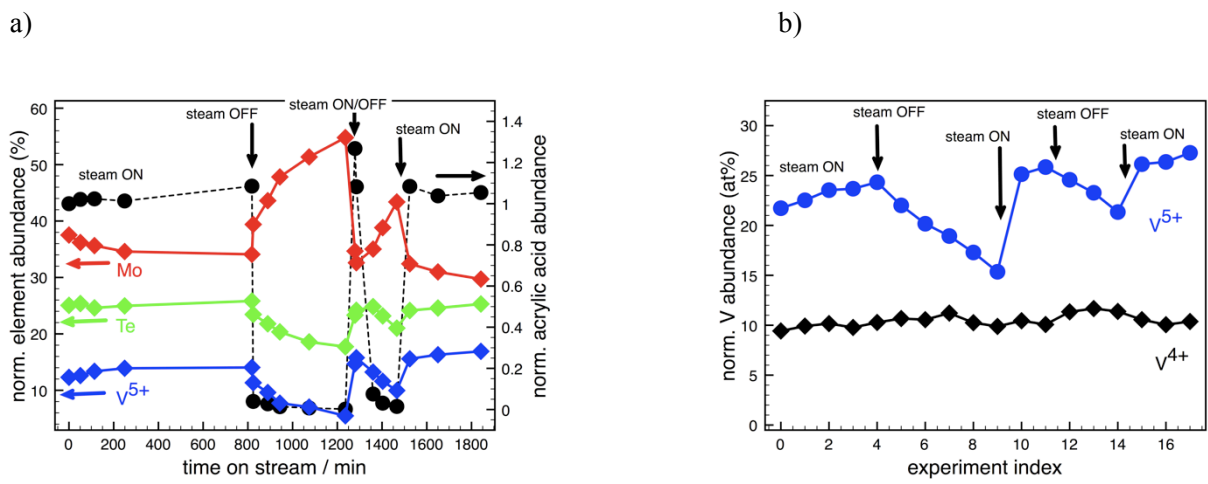 a)
b)
steam OFF
steam ON/OFF
steam ON
steam ON
Mo
Te
V5+
norm. element abundance (%)
60
50
40
30
20
10
norm. acrylic acid abundance
1.4
1.2
1
0.8
0.6
0.4
0.2
0
0 200 400 600 800 1000 1200 1400 1600 1800
time on stream / min
steam OFF
steam ON
steam OFF
steam ON
steam ON
V5+
V4+
norm. V abundance (at%)
30
25
20
15
10
5
0
0 2 4 6 8 10 12 14 16
experiment index